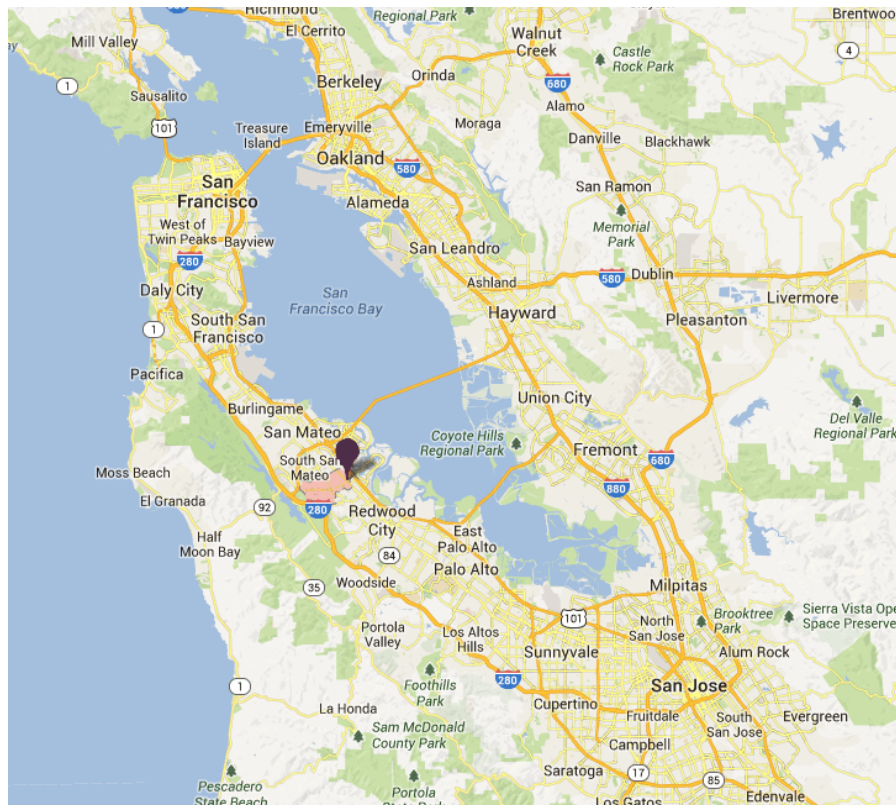 Richmond
Regional Park
Brentwood
El Cerrito
Mill Valley
Walnut
Creek
4
Castle
Rock Park
1
Berkeley
Orinda
680
Sausalito
Alamo
101
Treasure
Island
Emeryville
Moraga
Danville
Blackhawk
Oakland
580
San
Francisco
Alameda
San Ramon
West of
Twin Peaks
Bayview
Memorial
Park
San Leandro
280
Ashland
580
Dublin
Daly City
San
Francisco Bay
Livermore
Hayward
Pleasanton
1
South San
Francisco
Pacifica
Union City
Burlingame
Del Valle
Regional Park
San Mateo
Coyote Hills
Regional Park
Fremont
680
South San
Mateo
Moss Beach
880
El Granada
92
280
Redwood
City
East
Palo Alto
Half
Moon Bay
84
Palo Alto
35
Woodside
Milpitas
101
Brooktree
Park
Sierra Vista Ope
Space Preserve
Portola
Valley
Los Altos
Hills
North
San Jose
Sunnyvale
Alum Rock
1
Foothills
Park
280
San Jose
Cupertino
La Honda
Fruitdale
South
San Jose
Evergreen
Sam McDonald
County Park
Campbell
Saratoga
17
85
Pescadero
State Beach
Portola
State Park
Los Gatos
Edenvale